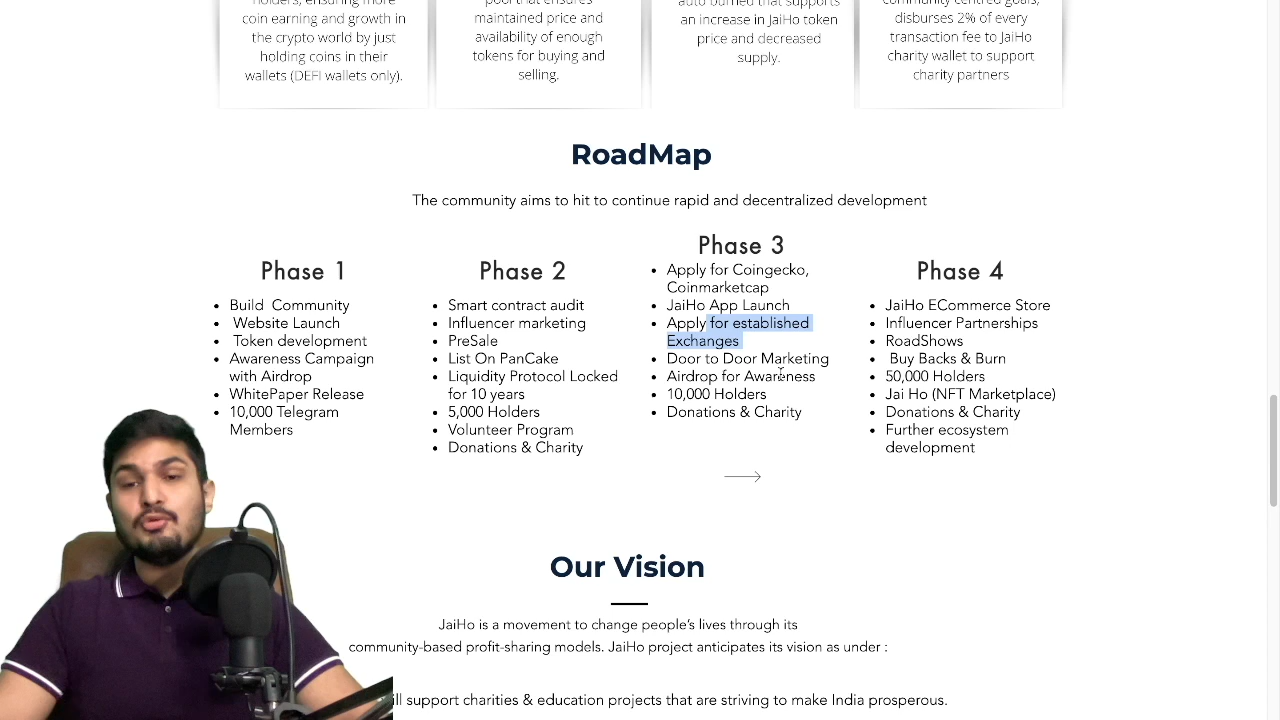 holders, ensuring more
coin earning and growth in
the crypto world by just
holding coins in their
wallets (DEFI wallets only).
pool that ensures
maintained price and
availability of enough
tokens for buying and
selling.
auto burned that supports
an increase in JaiHo token
price and decreased
supply.
community centred goals,
disburses 2% of every
transaction fee to JaiHo
charity wallet to support
charity partners
RoadMap
The community aims to hit to continue rapid and decentralized development
Phase 1
• Build Community
• Website Launch
• Token development
• Awareness Campaign
with Airdrop
• WhitePaper Release
• 10,000 Telegram
Members
Phase 2
• Smart contract audit
• Influencer marketing
• PreSale
• List On PanCake
• Liquidity Protocol Locked
for 10 years
• 5,000 Holders
• Volunteer Program
• Donations & Charity
Phase 3
• Apply for Coingecko,
Coinmarketcap
• JaiHo App Launch
• Apply for established
Exchanges
• Door to Door Marketing
• Airdrop for Awareness
• 10,000 Holders
• Donations & Charity
Phase 4
• JaiHo ECommerce Store
• Influencer Partnerships
• RoadShows
• Buy Backs & Burn
• 50,000 Holders
• Jai Ho (NFT Marketplace)
• Donations & Charity
• Further ecosystem
development
Our Vision
JaiHo is a movement to change people's lives through its
community-based profit-sharing models. JaiHo project anticipates its vision as under :
support charities & education projects that are striving to make India prosperous.